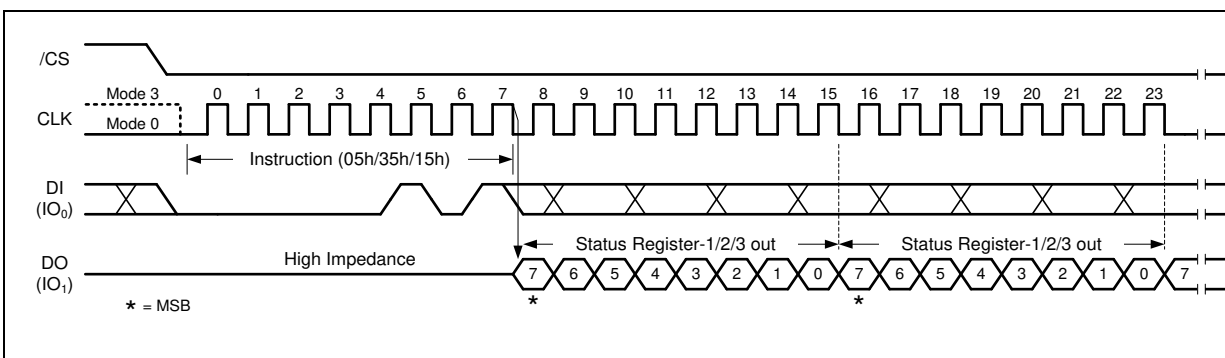 /CS
Mode 3
0 1 2 3 4 5 6 7 8 9 10 11 12 13 14 15 16 17 18 19 20 21 22 23
CLK
Mode 0
Instruction (05h/35h/15h)
DI
(IO₀)
Status Register-1/2/3 out Status Register-1/2/3 out
High Impedance
DO
(IO₁)
7 6 5 4 3 2 1 0 7 6 5 4 3 2 1 0 7
* *
* = MSB